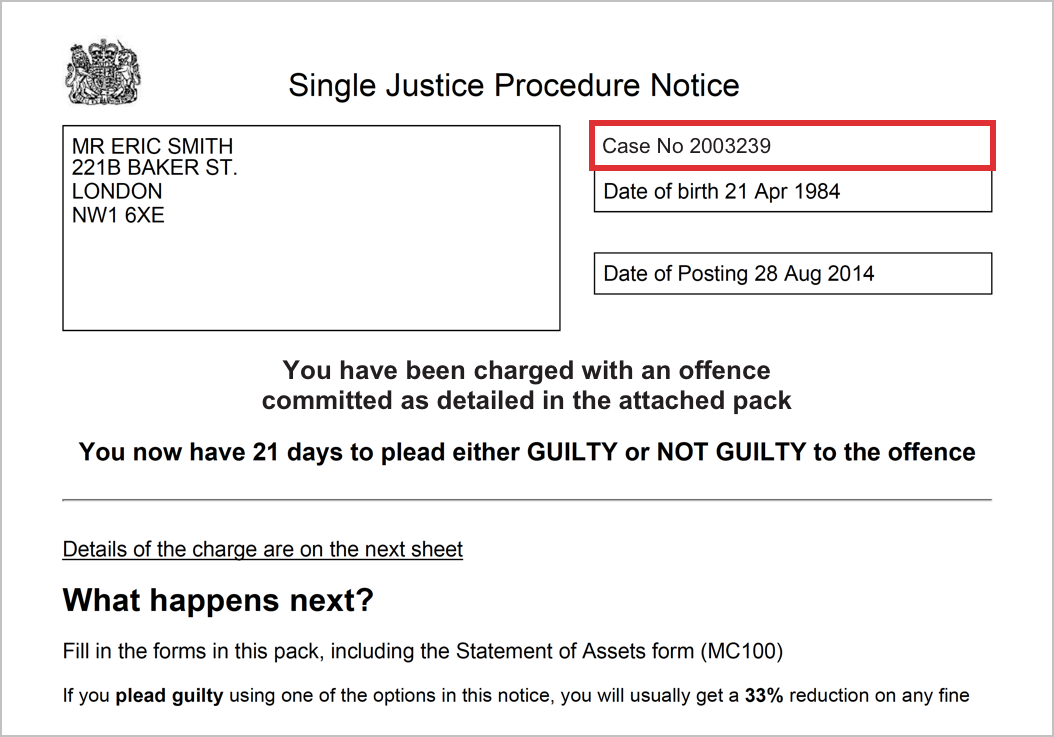 Single Justice Procedure Notice
MR ERIC SMITH
221B BAKER ST.
LONDON
NW1 6XE
Case No 2003239
Date of birth 21 Apr 1984
Date of Posting 28 Aug 2014
You have been charged with an offence
committed as detailed in the attached pack
You now have 21 days to plead either GUILTY or NOT GUILTY to the offence
Details of the charge are on the next sheet
What happens next?
Fill in the forms in this pack, including the Statement of Assets form (MC100)
If you plead guilty using one of the options in this notice, you will usually get a 33% reduction on any fine